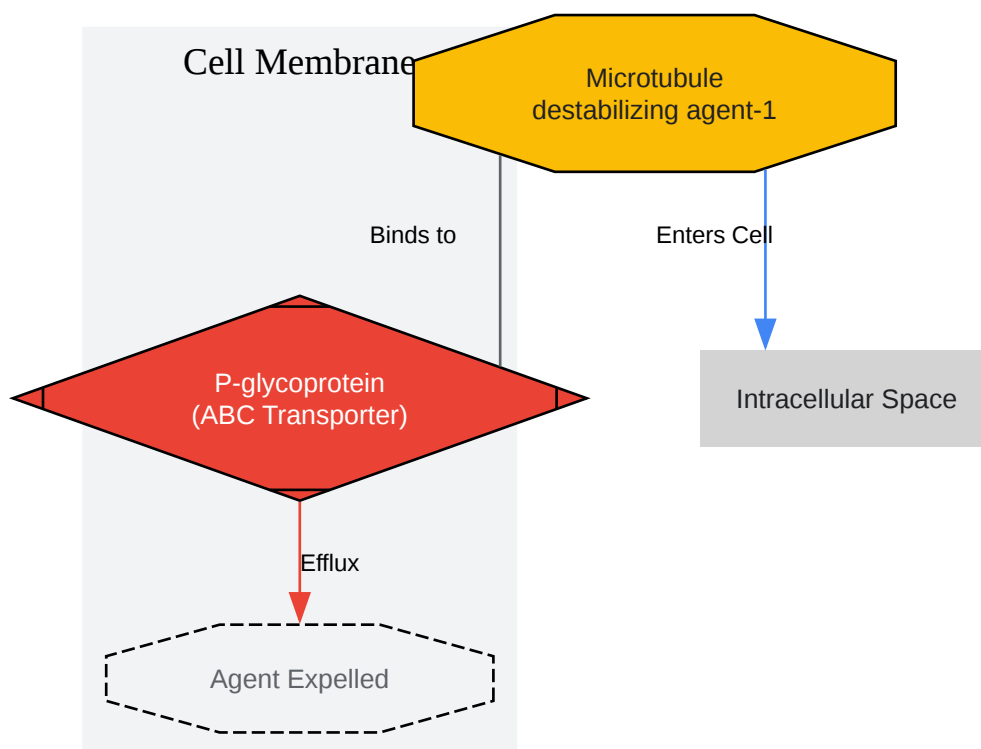 Cell Membrane
Microtubule
destabilizing agent-1
Binds to
Enters Cell
P-glycoprotein
(ABC Transporter)
Intracellular Space
Efflux
Agent Expelled